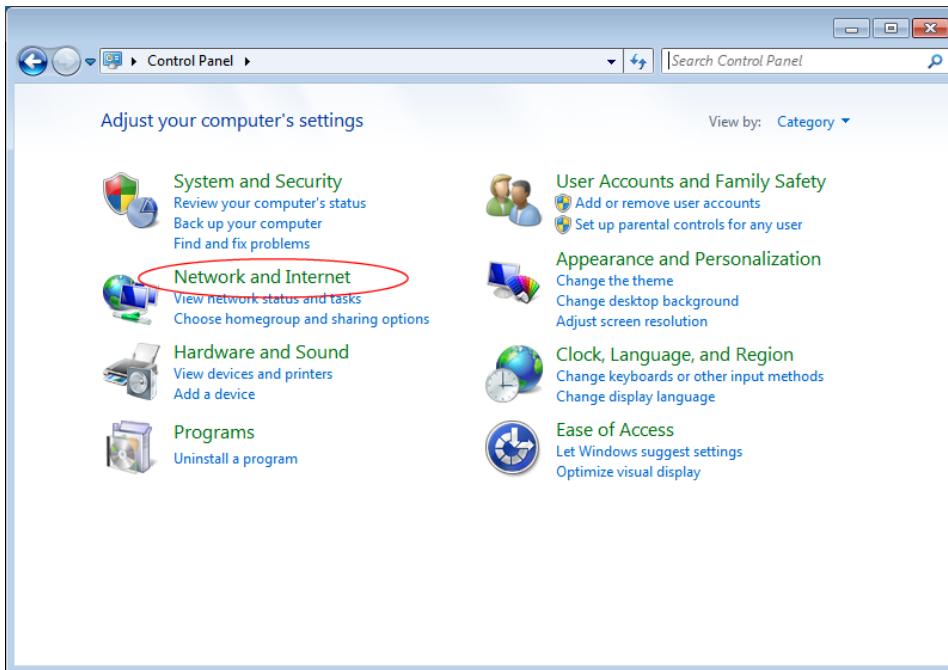 Control Panel
Search Control Panel
Adjust your computer's settings
View by: Category
System and Security
Review your computer's status
Back up your computer
Find and fix problems
Network and Internet
View network status and tasks
Choose homegroup and sharing options
Hardware and Sound
View devices and printers
Add a device
Programs
Uninstall a program
User Accounts and Family Safety
Add or remove user accounts
Set up parental controls for any user
Appearance and Personalization
Change the theme
Change desktop background
Adjust screen resolution
Clock, Language, and Region
Change keyboards or other input methods
Change display language
Ease of Access
Let Windows suggest settings
Optimize visual display